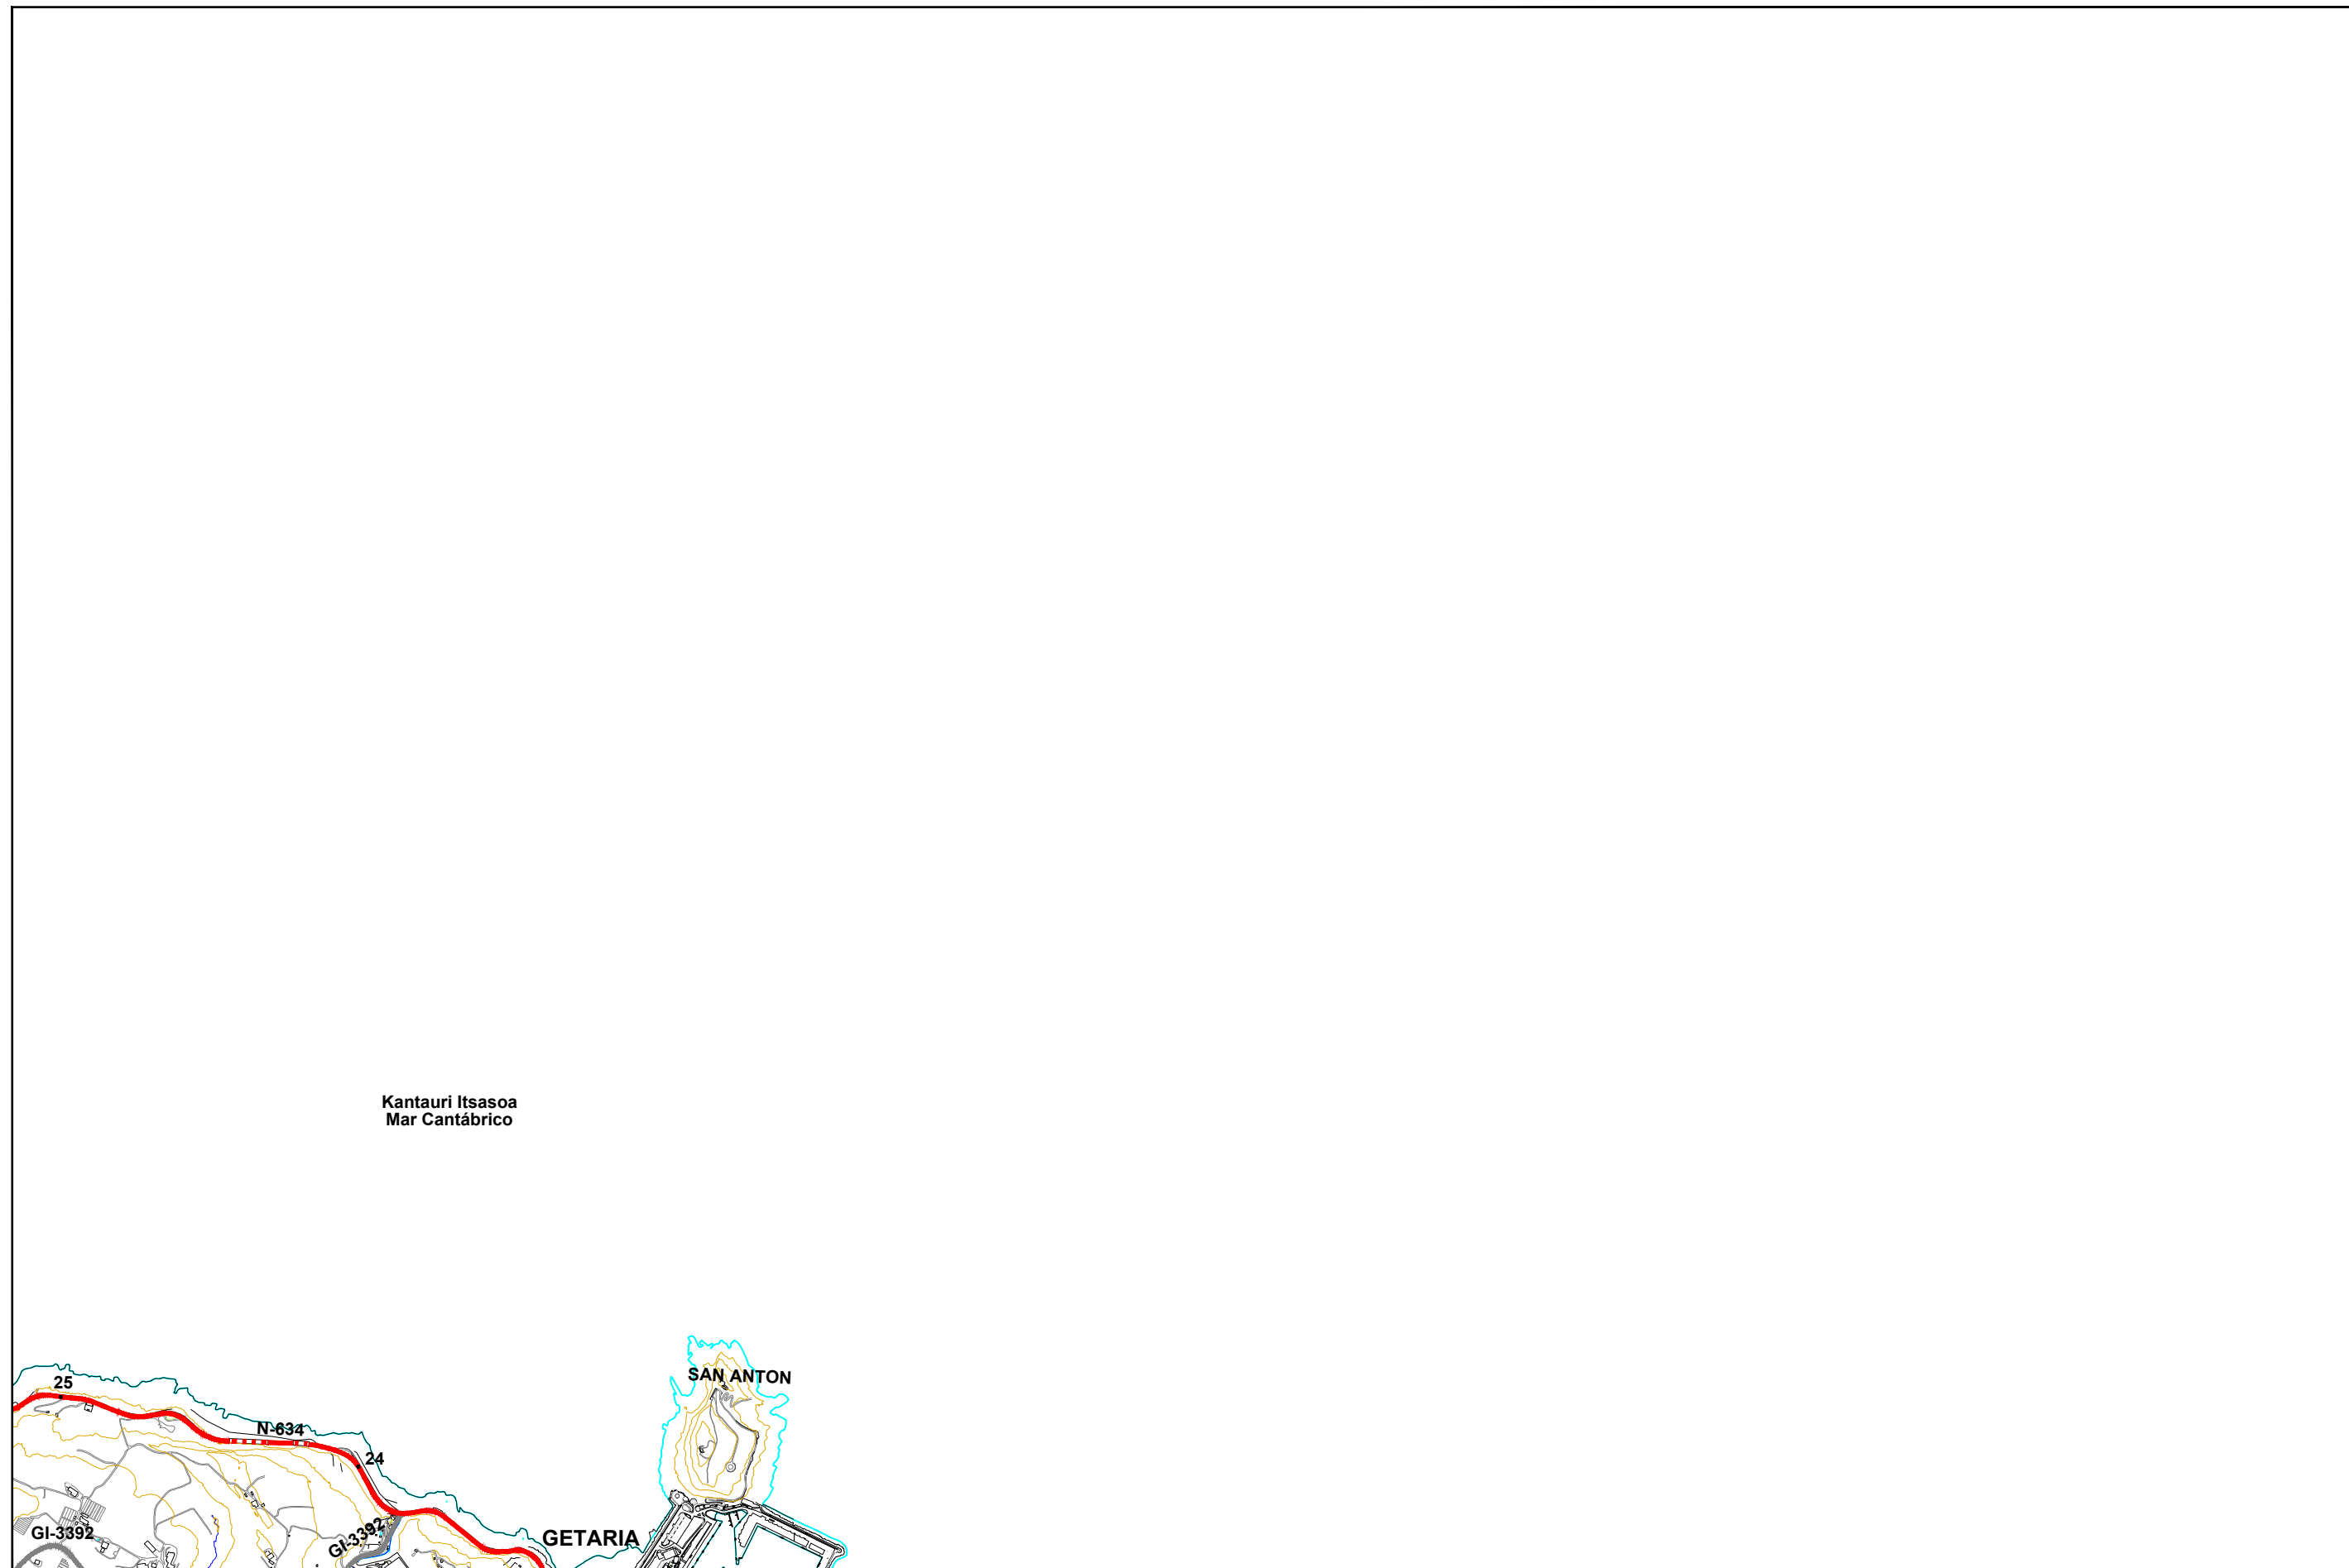 Kantauri Itsasoa
Mar Cantábrico
SAN ANTON
25
N-634
24
GI-3392
GI-3392
GETARIA